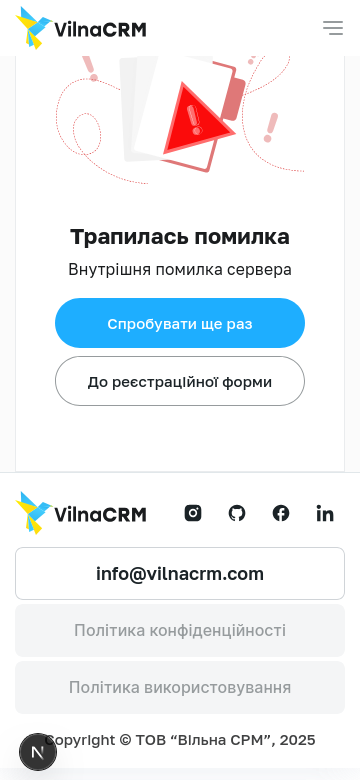 VilnaCRM
Трапилась помилка
Внутрішня помилка сервера
Спробувати ще раз
До реєстраційної форми
VilnaCRM
info@vilnacrm.com
Політика конфіденційності
Політика використовування
Copyright © ТОВ “Вільна СРМ”, 2025
N